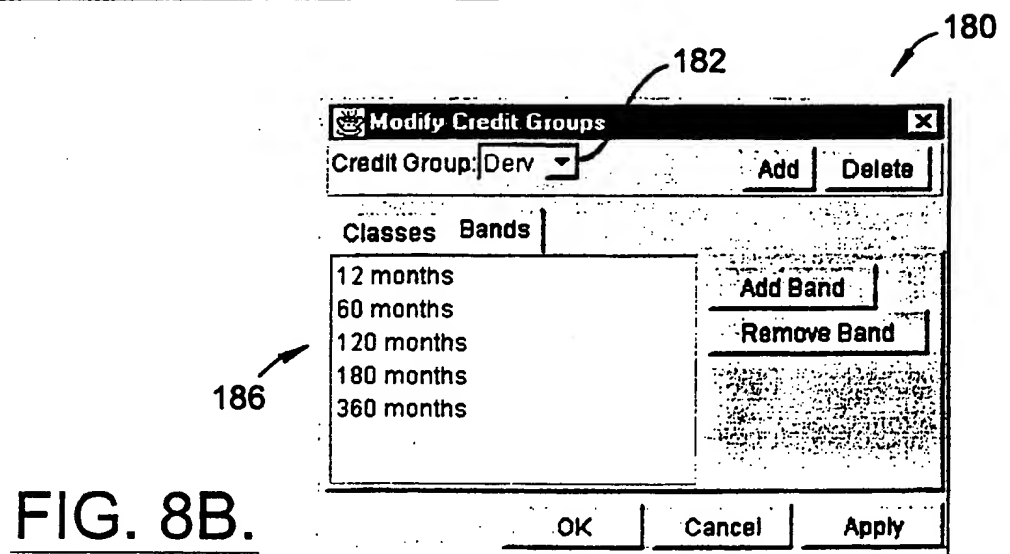 180
182
Modify Credit Groups
Credit Group: Derv Add Delete
Classes Bands
12 months
60 months
120 months
180 months
360 months
Add Band
Remove Band
186
FIG. 8B.
OK Cancel Apply